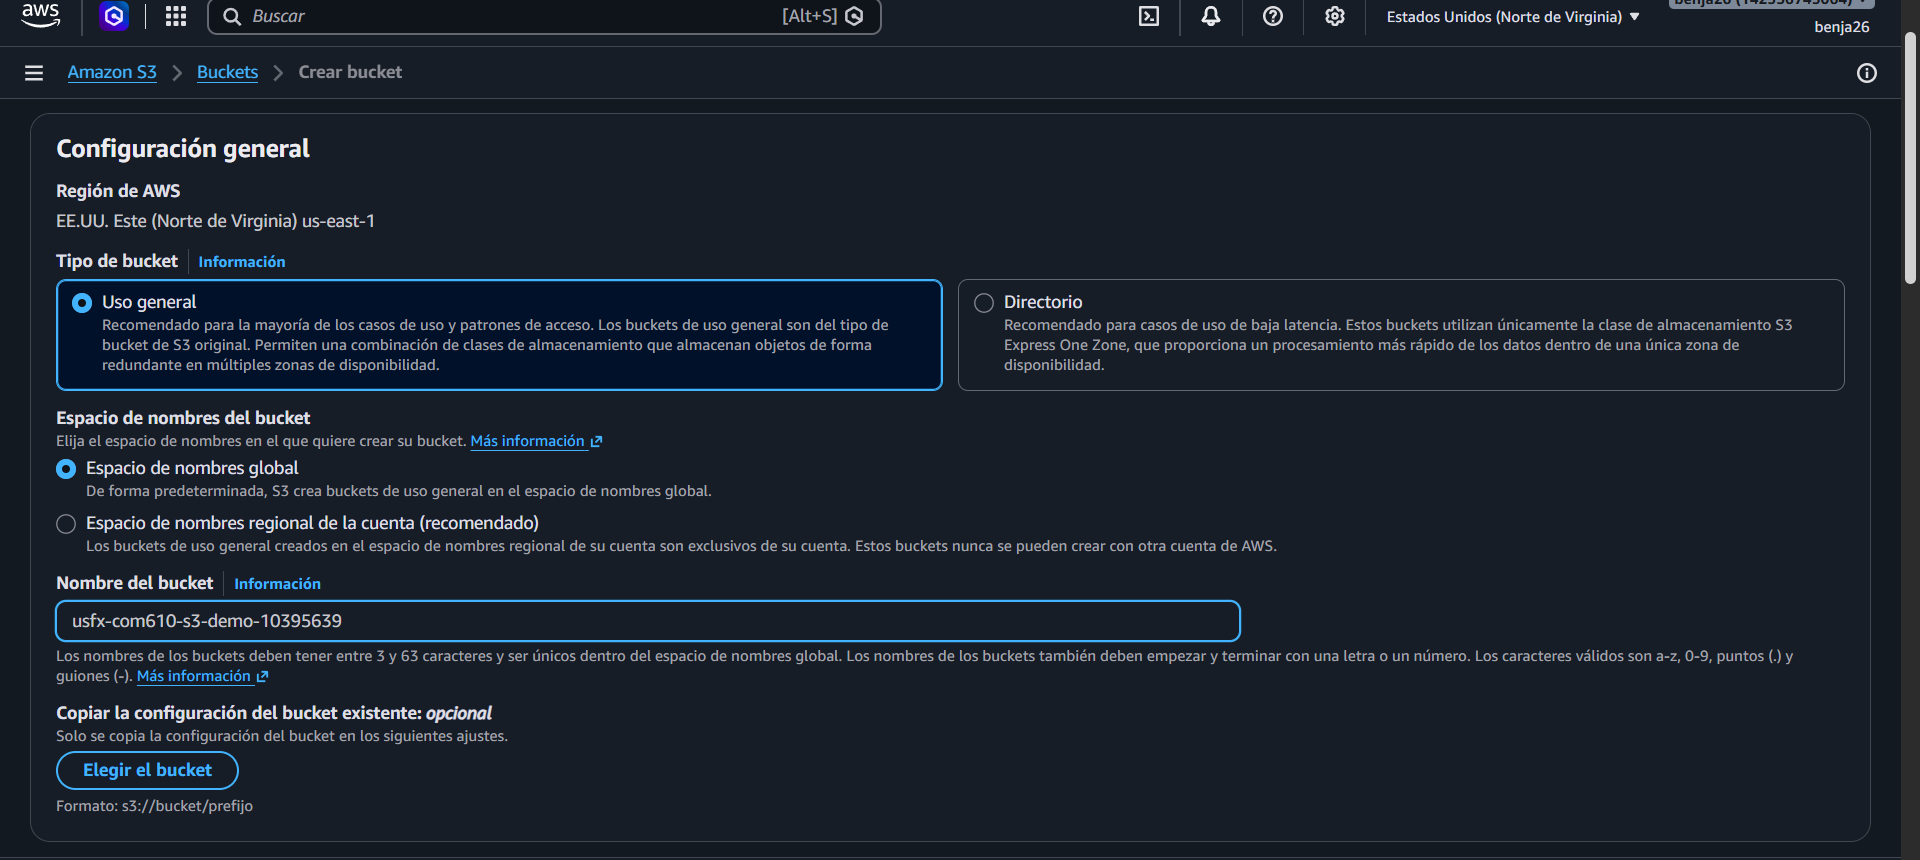 aws
Buscar
[Alt+S]
Estados Unidos (Norte de Virginia)
benja26
Amazon S3
Buckets
Crear bucket
Configuración general
Región de AWS
EE.UU. Este (Norte de Virginia) us-east-1
Tipo de bucket
Información
Uso general
Recomendado para la mayoría de los casos de uso y patrones de acceso. Los buckets de uso general son del tipo de
bucket de S3 original. Permiten una combinación de clases de almacenamiento que almacenan objetos de forma
redundante en múltiples zonas de disponibilidad.
Directorio
Recomendado para casos de uso de baja latencia. Estos buckets utilizan únicamente la clase de almacenamiento S3
Express One Zone, que proporciona un procesamiento más rápido de los datos dentro de una única zona de
disponibilidad.
Espacio de nombres del bucket
Elija el espacio de nombres en el que quiere crear su bucket. Más información
Espacio de nombres global
De forma predeterminada, S3 crea buckets de uso general en el espacio de nombres global.
Espacio de nombres regional de la cuenta (recomendado)
Los buckets de uso general creados en el espacio de nombres regional de su cuenta son exclusivos de su cuenta. Estos buckets nunca se pueden crear con otra cuenta de AWS.
Nombre del bucket
Información
usfx-com610-s3-demo-10395639
Los nombres de los buckets deben tener entre 3 y 63 caracteres y ser únicos dentro del espacio de nombres global. Los nombres de los buckets también deben empezar y terminar con una letra o un número. Los caracteres válidos son a-z, 0-9, puntos (.) y
guiones (-). Más información
Copiar la configuración del bucket existente: opcional
Solo se copia la configuración del bucket en los siguientes ajustes.
Elegir el bucket
Formato: s3://bucket/prefijo